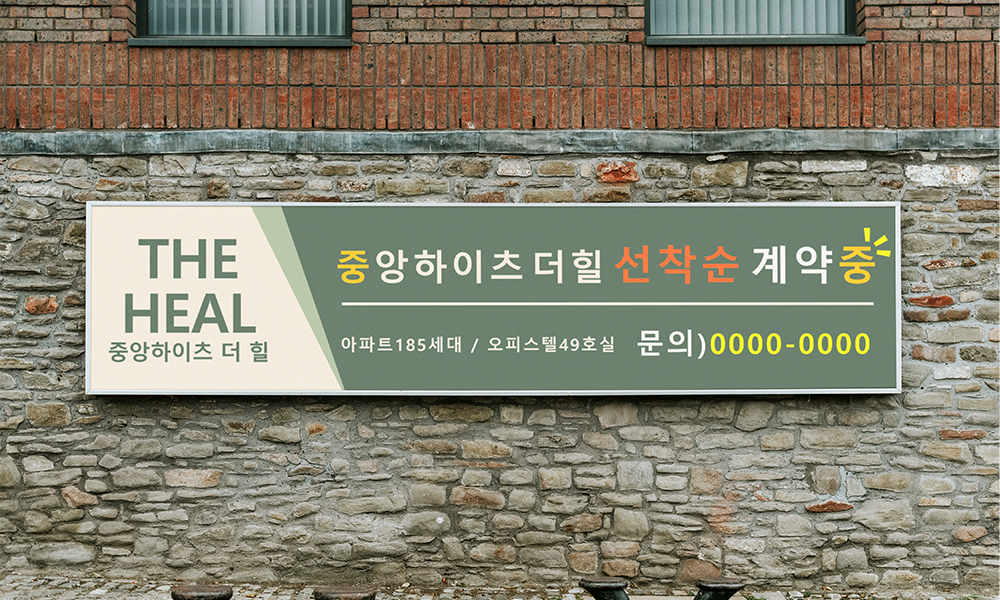 THE
HEAL
중앙하이츠 더 힐
중앙하이츠 더힐 선착순 계약중
아파트185세대 / 오피스텔49호실 문의)0000-0000